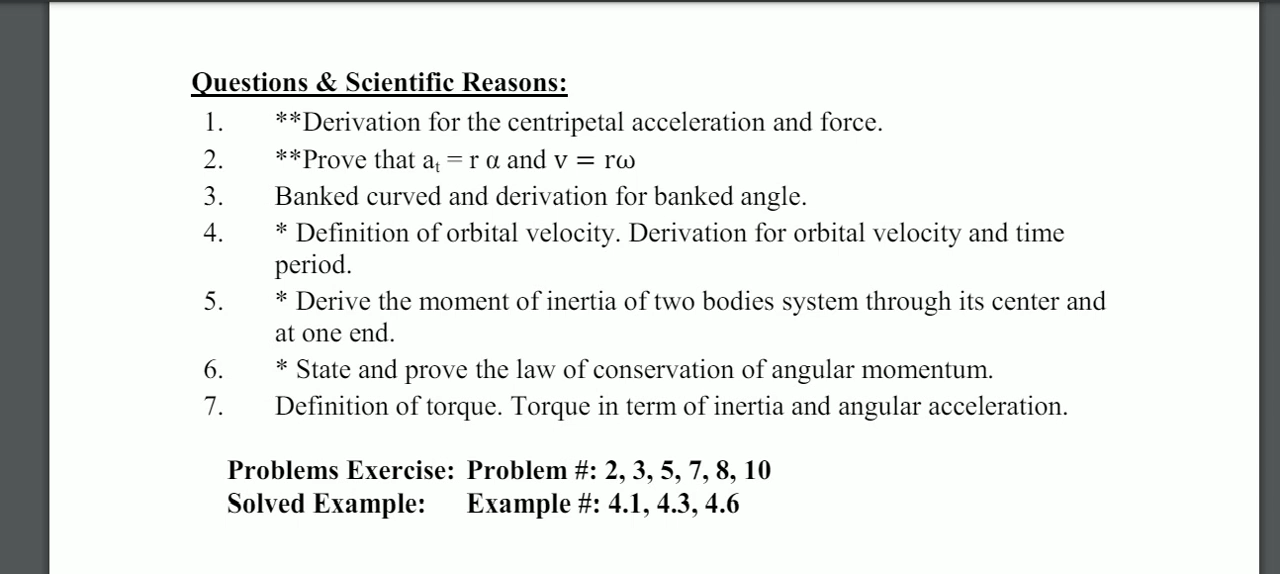 Questions & Scientific Reasons:
1. **Derivation for the centripetal acceleration and force.
2. **Prove that aₜ = r α and v = rω
3. Banked curved and derivation for banked angle.
4. * Definition of orbital velocity. Derivation for orbital velocity and time
period.
5. * Derive the moment of inertia of two bodies system through its center and
at one end.
6. * State and prove the law of conservation of angular momentum.
7. Definition of torque. Torque in term of inertia and angular acceleration.
Problems Exercise: Problem #: 2, 3, 5, 7, 8, 10
Solved Example: Example #: 4.1, 4.3, 4.6